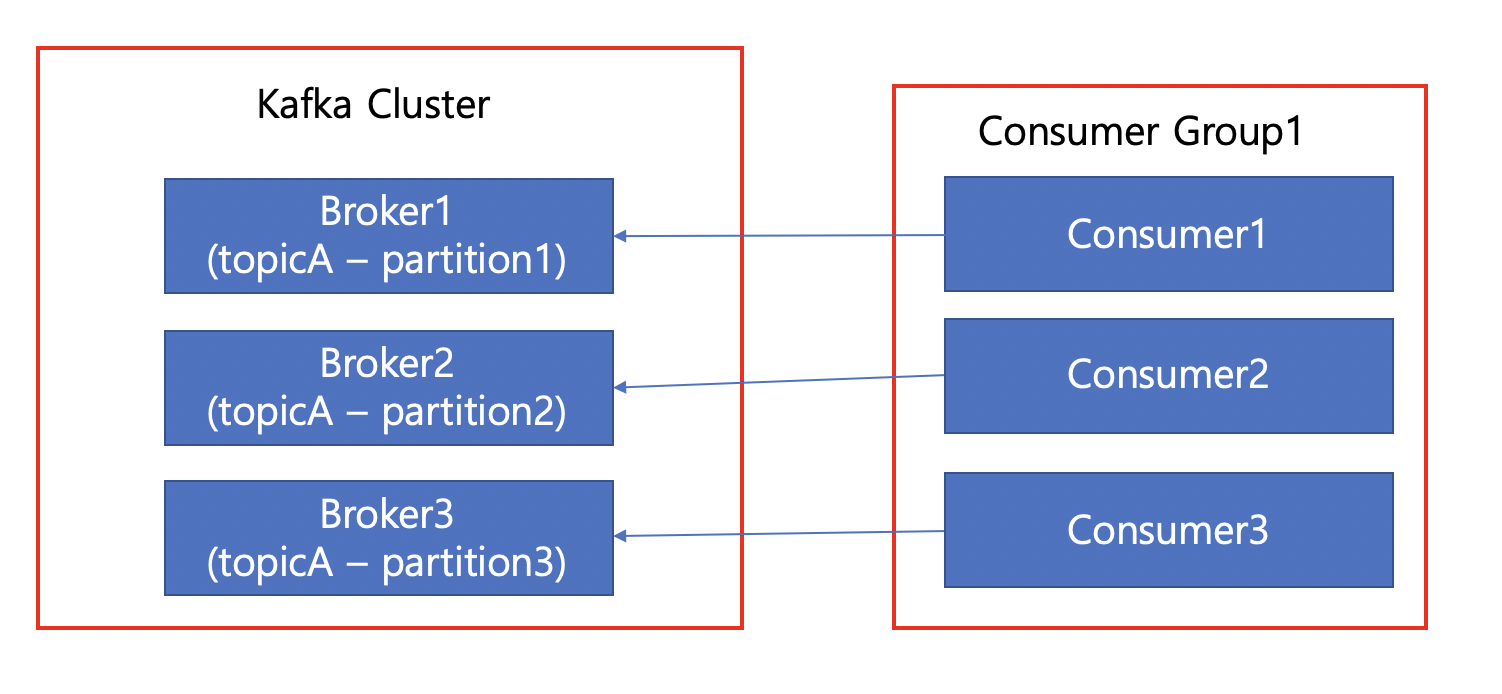 Kafka Cluster
Broker1
(topicA – partition1)
Broker2
(topicA – partition2)
Broker3
(topicA – partition3)
Consumer Group1
Consumer1
Consumer2
Consumer3